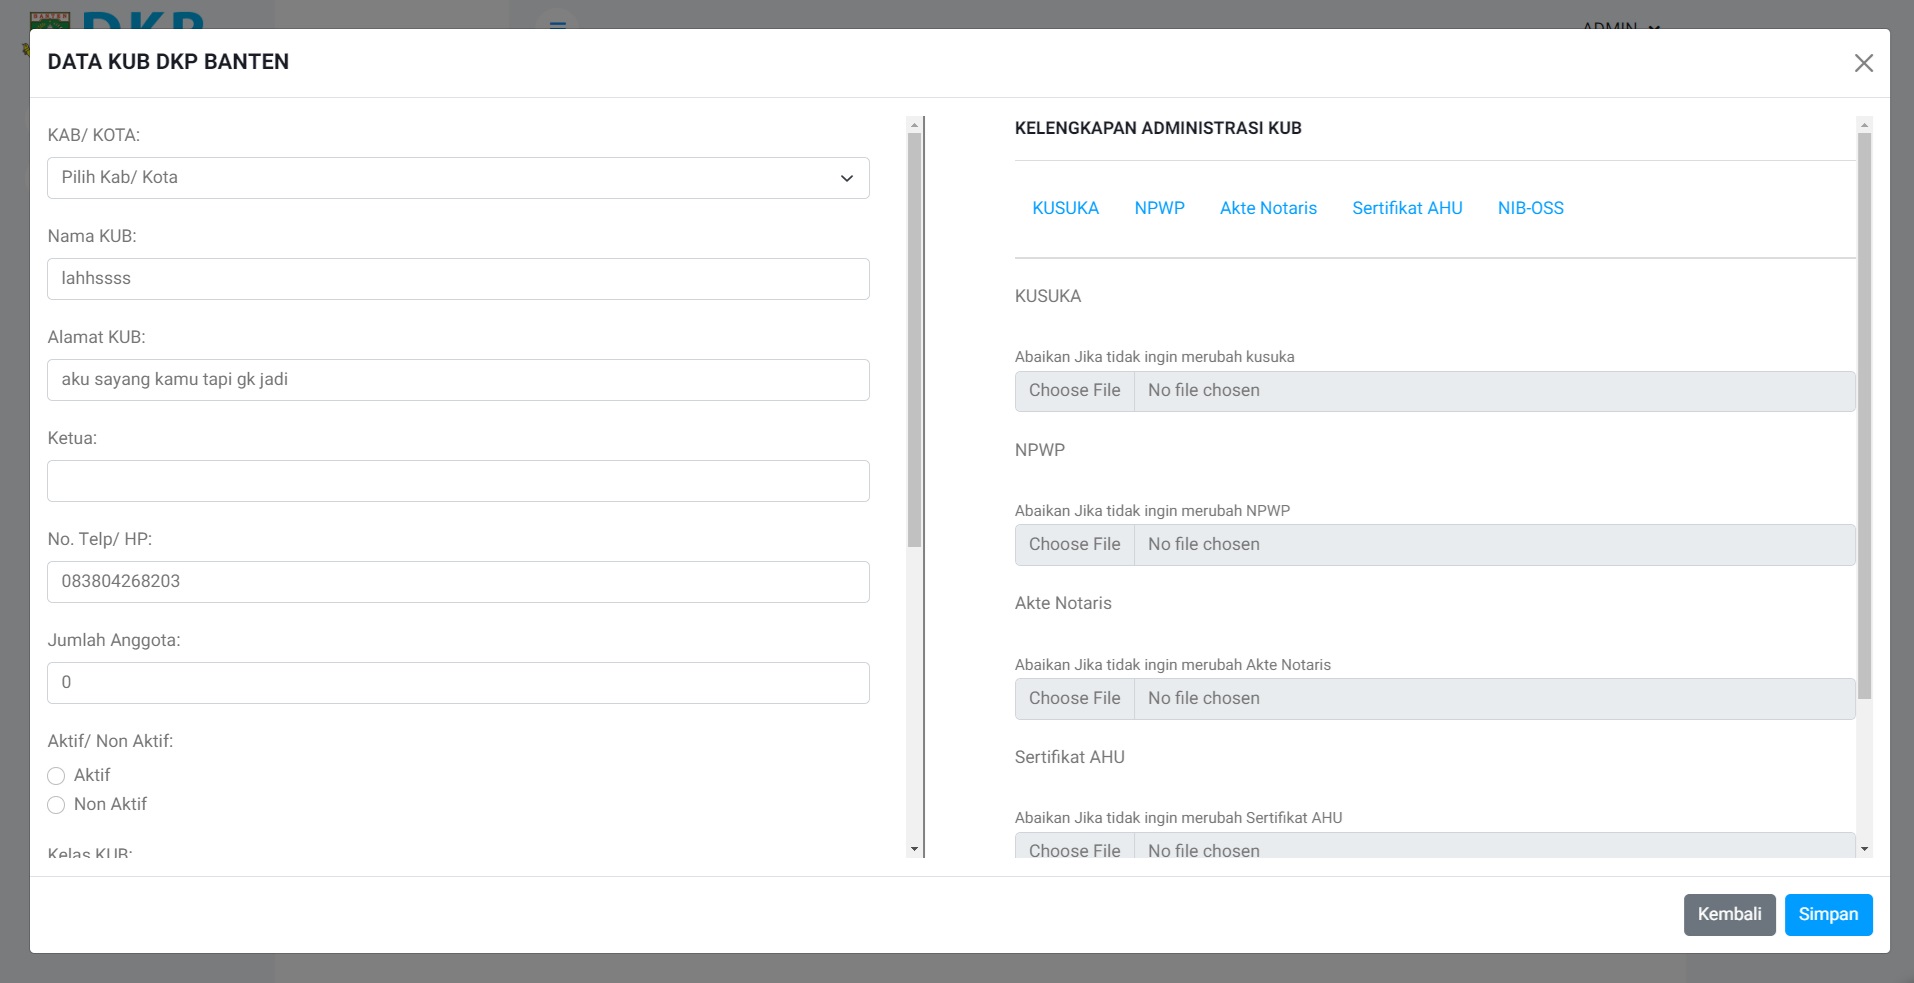 BANTEN
DKP
ADMIN
DATA KUB DKP BANTEN
KAB/ KOTA:
Pilih Kab/ Kota
Nama KUB:
lahhssss
Alamat KUB:
aku sayang kamu tapi gk jadi
Ketua:
No. Telp/ HP:
083804268203
Jumlah Anggota:
0
Aktif/ Non Aktif:
Aktif
Non Aktif
Kelas KUB:
KELENGKAPAN ADMINISTRASI KUB
KUSUKA NPWP Akte Notaris Sertifikat AHU NIB-OSS
KUSUKA
Abaikan Jika tidak ingin merubah kusuka
Choose File No file chosen
NPWP
Abaikan Jika tidak ingin merubah NPWP
Choose File No file chosen
Akte Notaris
Abaikan Jika tidak ingin merubah Akte Notaris
Choose File No file chosen
Sertifikat AHU
Abaikan Jika tidak ingin merubah Sertifikat AHU
Choose File No file chosen
Kembali Simpan